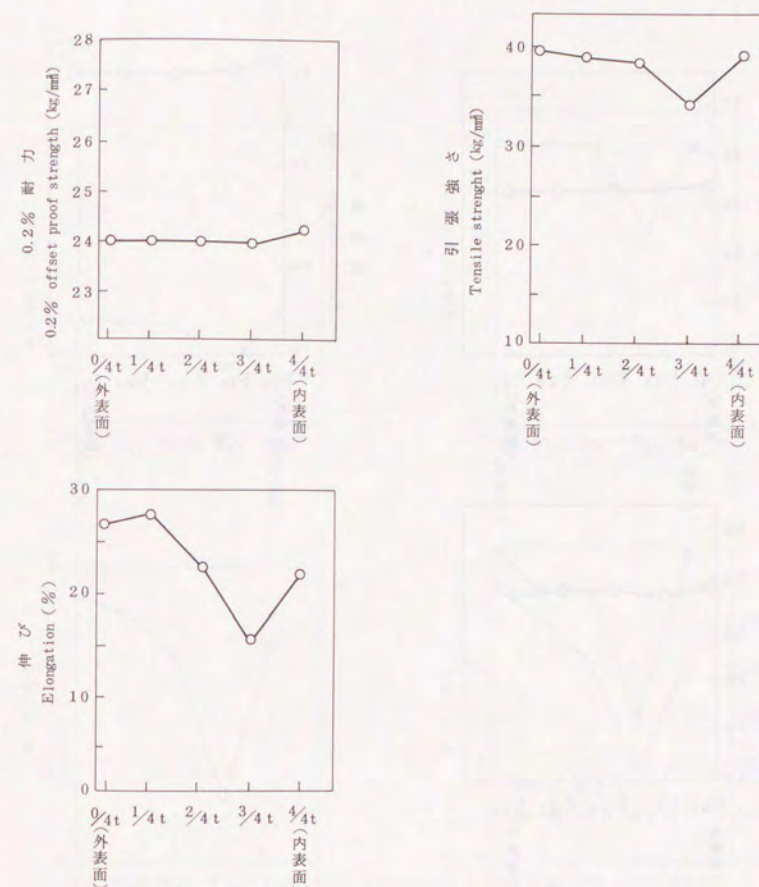 0.2% 耐力
0.2% offset proof strength (kg/m㎡)
28
27
26
25
24
23
0/4t
1/4t
2/4t
3/4t
4/4t
(外表面)
(内表面)
引張強さ
Tensile strenght (kg/m㎡)
40
30
20
10
0/4t
1/4t
2/4t
3/4t
4/4t
(外表面)
(内表面)
伸び
Elongation (%)
30
20
10
0
0/4t
1/4t
2/4t
3/4t
4/4t
(外表面)
(内表面